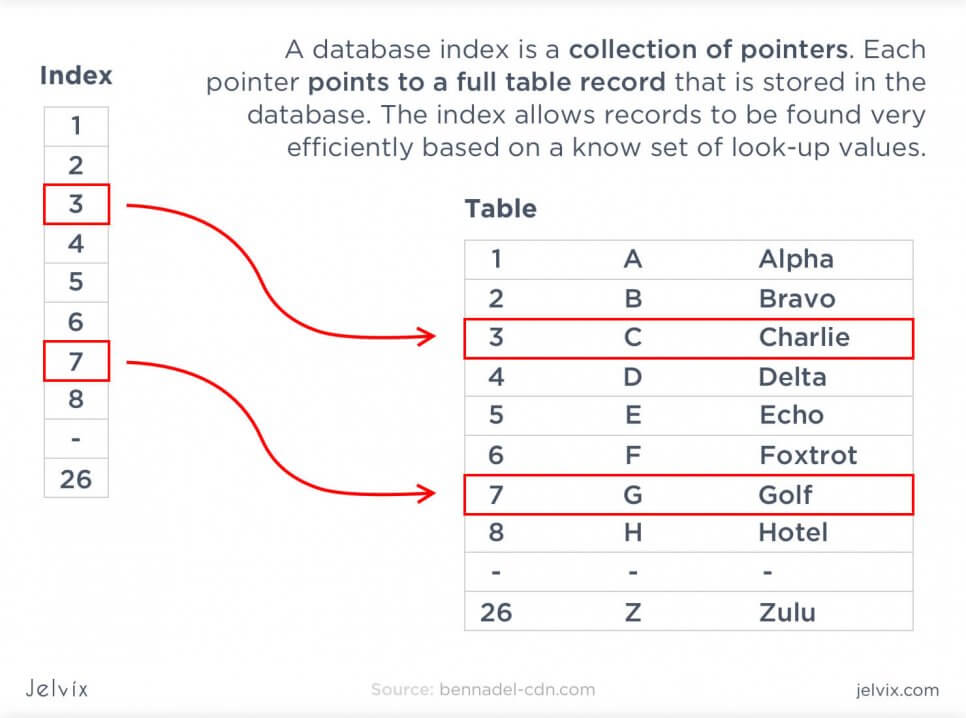 A database index is a collection of pointers. Each
pointer points to a full table record that is stored in the
database. The index allows records to be found very
efficiently based on a know set of look-up values.
Index
1
2
3
4
5
6
7
8
-
26
Table
1 A Alpha
2 B Bravo
3 C Charlie
4 D Delta
5 E Echo
6 F Foxtrot
7 G Golf
8 H Hotel
- - -
26 Z Zulu
Jelvix
Source: bennadel-cdn.com
jelvix.com